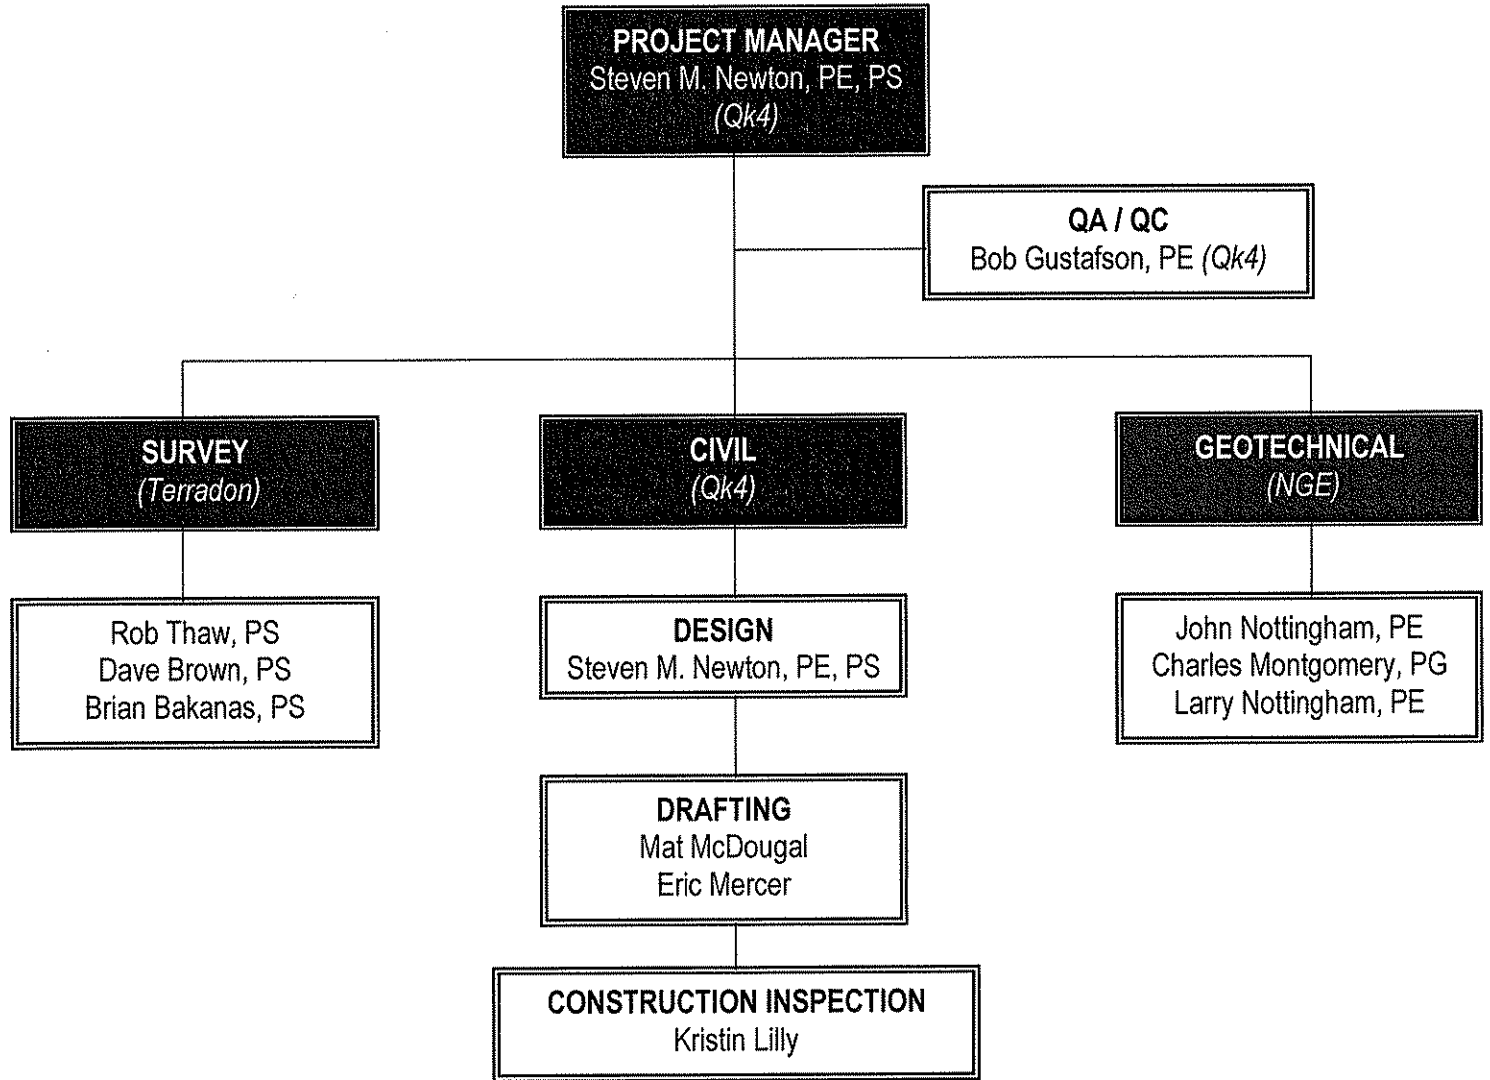 PROJECT MANAGER
Steven M. Newton, PE, PS
(Qk4)
QA / QC
Bob Gustafson, PE (Qk4)
SURVEY
(Terradon)
CIVIL
(Qk4)
GEOTECHNICAL
(NGE)
Rob Thaw, PS
Dave Brown, PS
Brian Bakanas, PS
DESIGN
Steven M. Newton, PE, PS
John Nottingham, PE
Charles Montgomery, PG
Larry Nottingham, PE
DRAFTING
Mat McDougal
Eric Mercer
CONSTRUCTION INSPECTION
Kristin Lilly